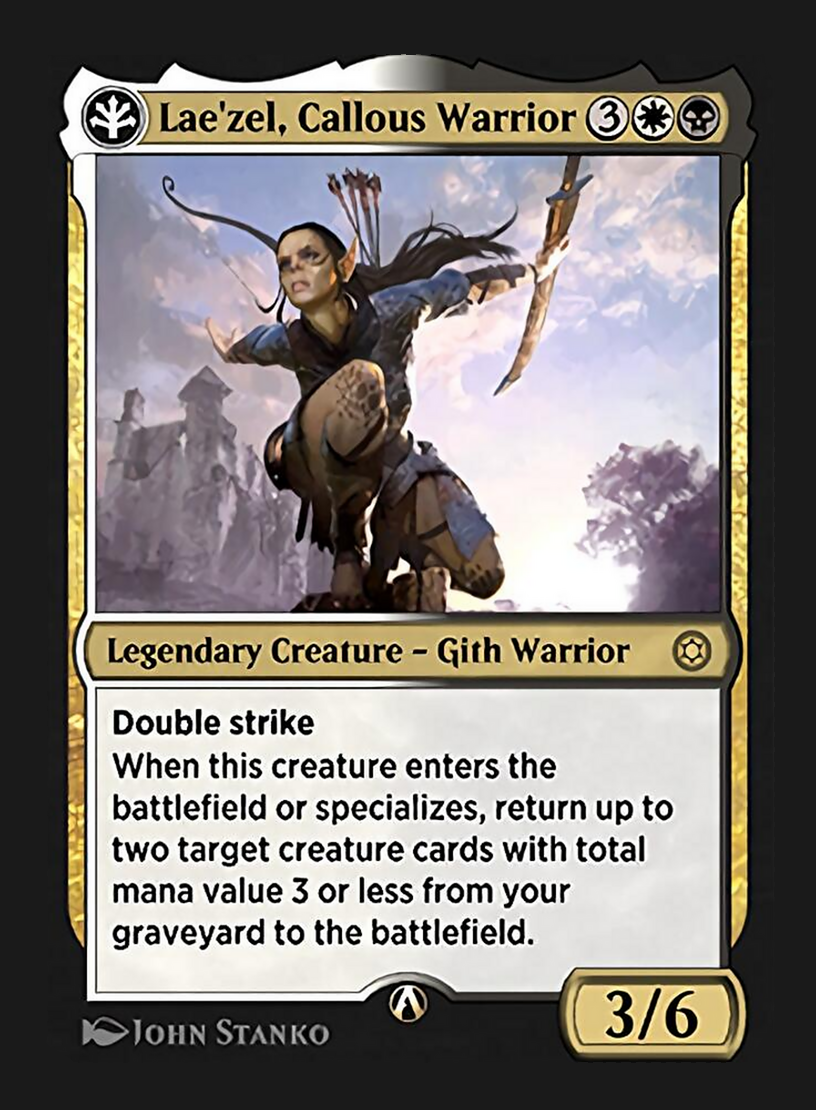 Lae'zel, Callous Warrior 3
Legendary Creature – Gith Warrior
Double strike
When this creature enters the
battlefield or specializes, return up to
two target creature cards with total
mana value 3 or less from your
graveyard to the battlefield.
3/6
John Stanko